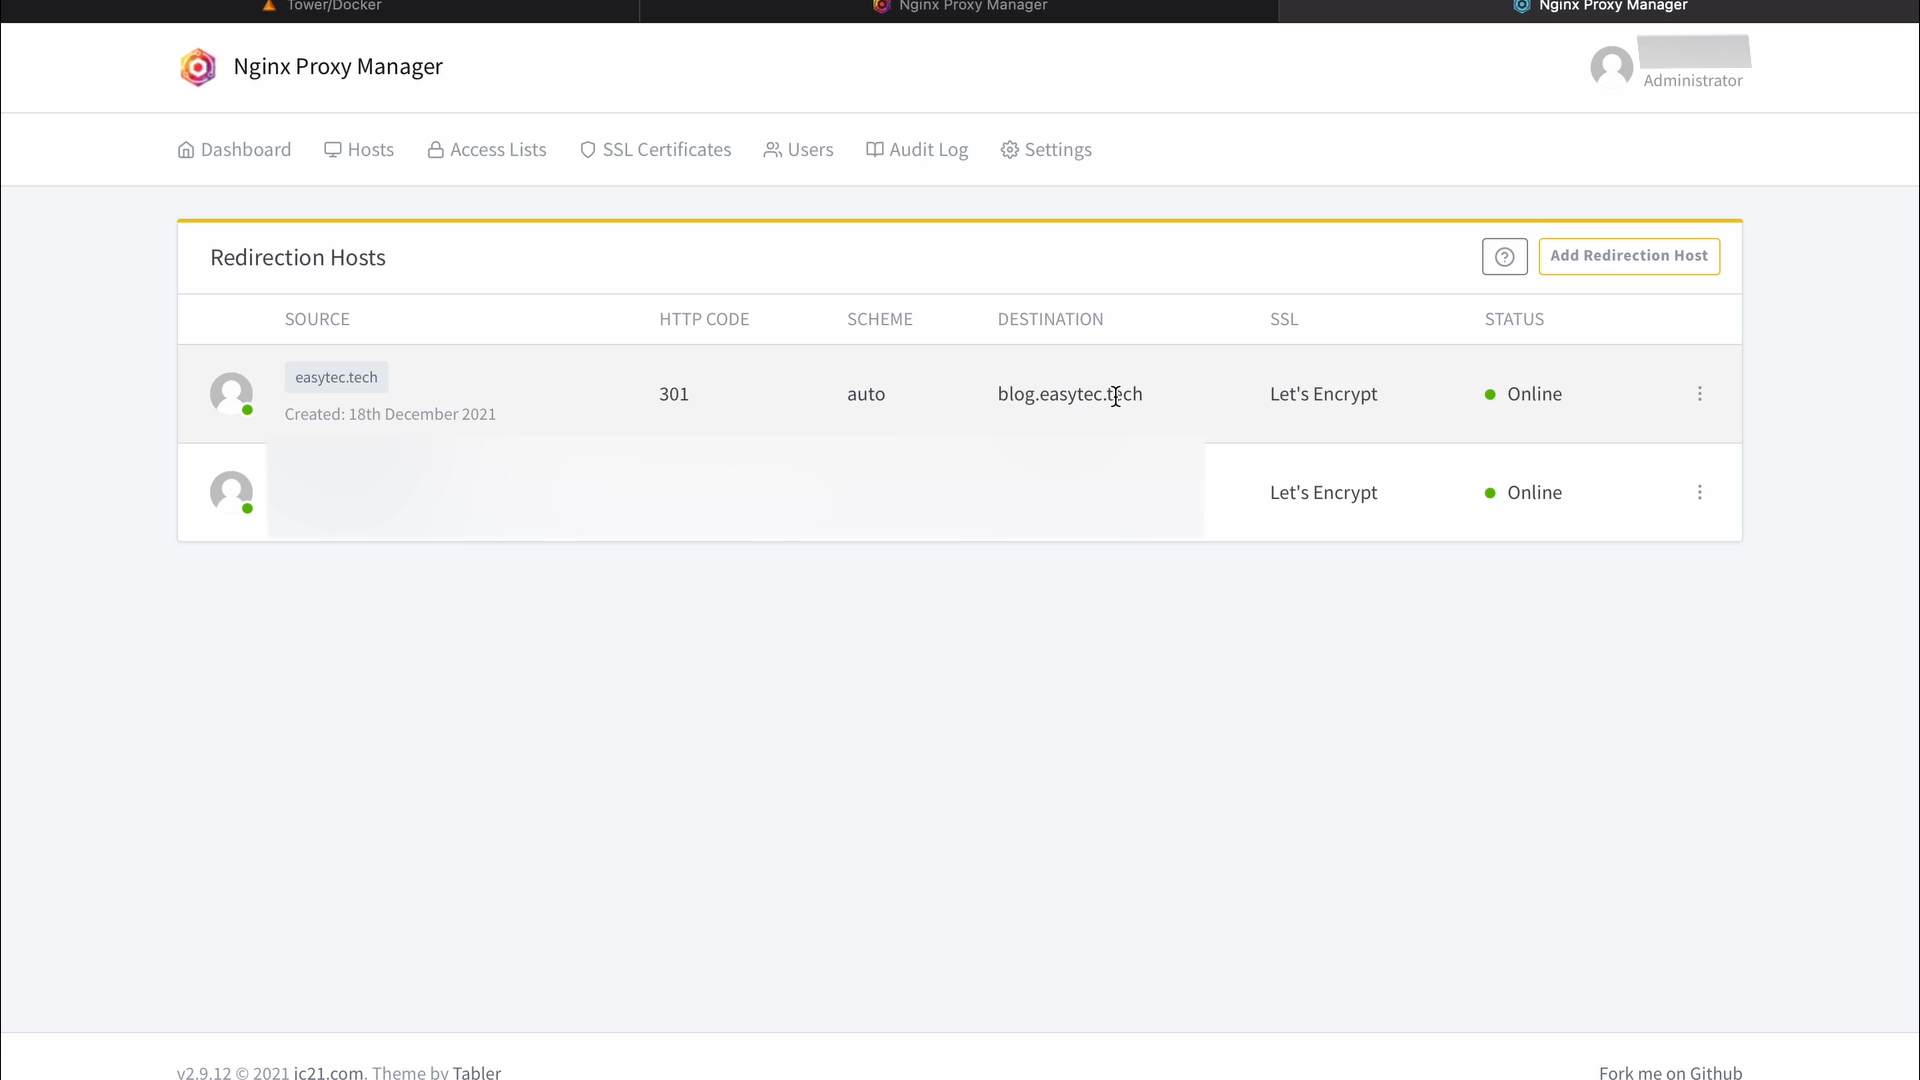 Tower/Docker
Nginx Proxy Manager
Nginx Proxy Manager
Nginx Proxy Manager
Administrator
Dashboard
Hosts
Access Lists
SSL Certificates
Users
Audit Log
Settings
Redirection Hosts
Add Redirection Host
SOURCE HTTP CODE SCHEME DESTINATION SSL STATUS
easytec.tech
Created: 18th December 2021
301 auto blog.easytec.tech Let's Encrypt Online
Let's Encrypt Online
v2.9.12 © 2021 jc21.com. Theme by Tabler
Fork me on Github